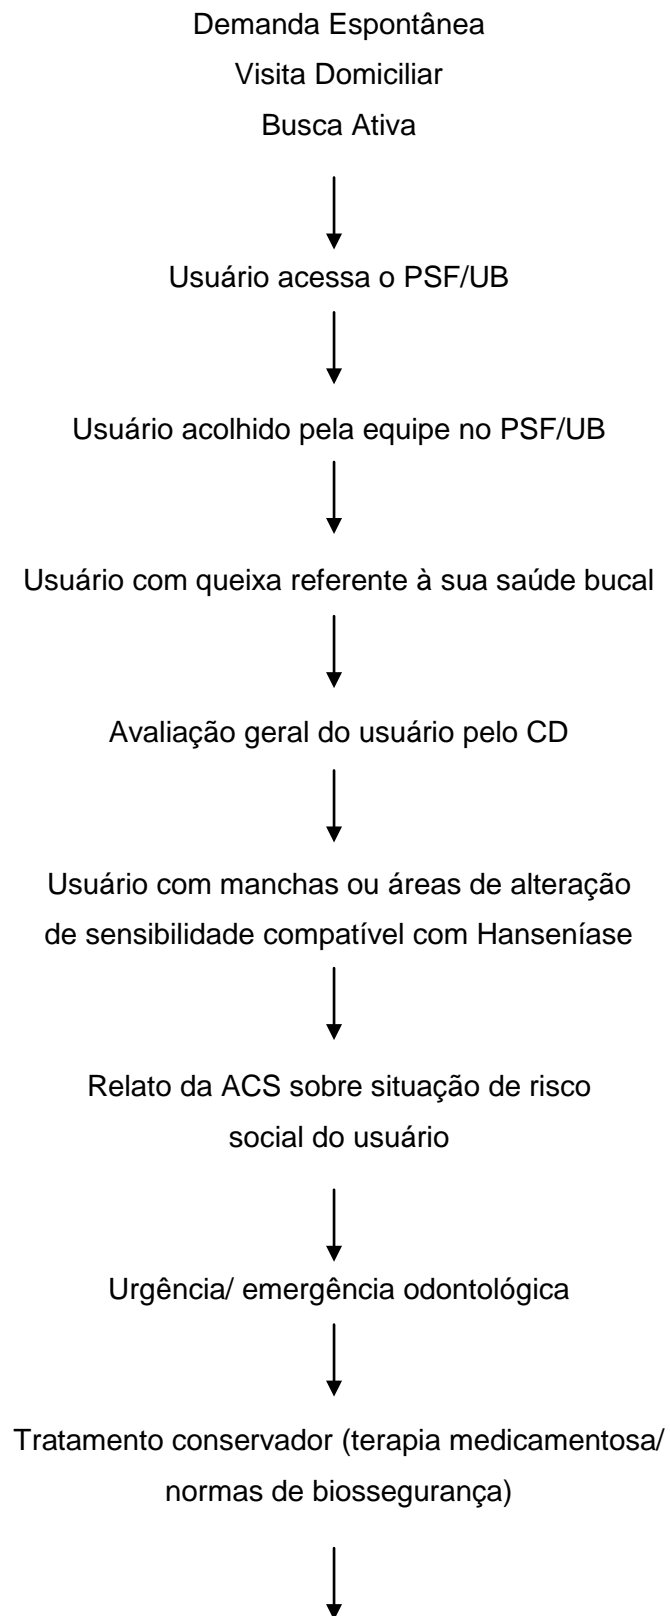 Demanda Espontânea
Visita Domiciliar
Busca Ativa
Usuário acessa o PSF/UB
Usuário acolhido pela equipe no PSF/UB
Usuário com queixa referente à sua saúde bucal
Avaliação geral do usuário pelo CD
Usuário com manchas ou áreas de alteração
de sensibilidade compatível com Hanseníase
Relato da ACS sobre situação de risco
social do usuário
Urgência/ emergência odontológica
Tratamento conservador (terapia medicamentosa/
normas de biossegurança)